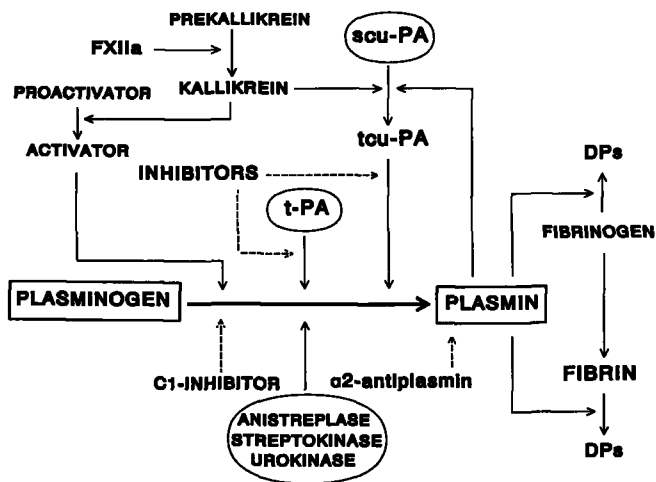 PREKALLIKREIN
scu-PA
FXIIa
PROACTIVATOR
KALLIKREIN
ACTIVATOR
tcu-PA
INHIBITORS
DPs
t-PA
FIBRINOGEN
PLASMINOGEN
PLASMIN
C1-INHIBITOR
α2-antiplasmin
FIBRIN
ANISTREPLASE
STREPTOKINASE
UROKINASE
DPs